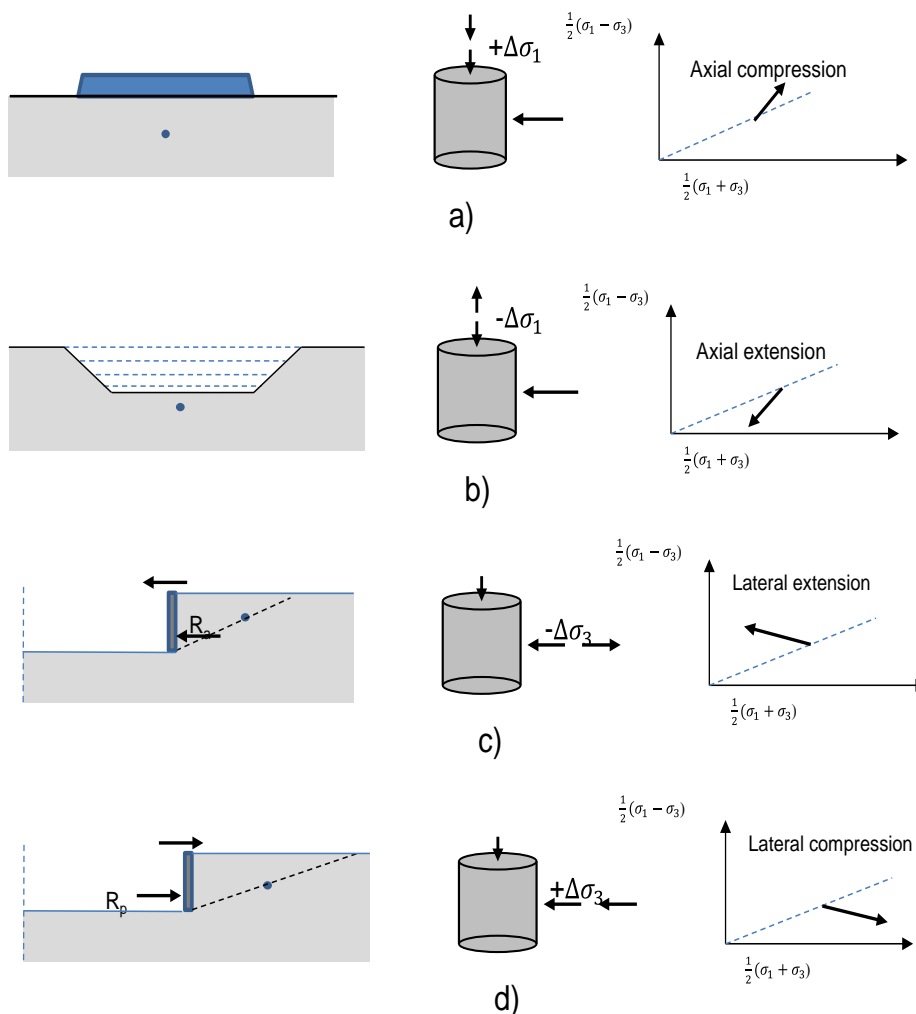 ½(σ₁ − σ₃)
+Δσ₁
Axial compression
½(σ₁ + σ₃)
a)
½(σ₁ − σ₃)
-Δσ₁
Axial extension
½(σ₁ + σ₃)
b)
½(σ₁ − σ₃)
Lateral extension
Rₐ
-Δσ₃
½(σ₁ + σ₃)
c)
½(σ₁ − σ₃)
Lateral compression
+Δσ₃
Rₚ
½(σ₁ + σ₃)
d)